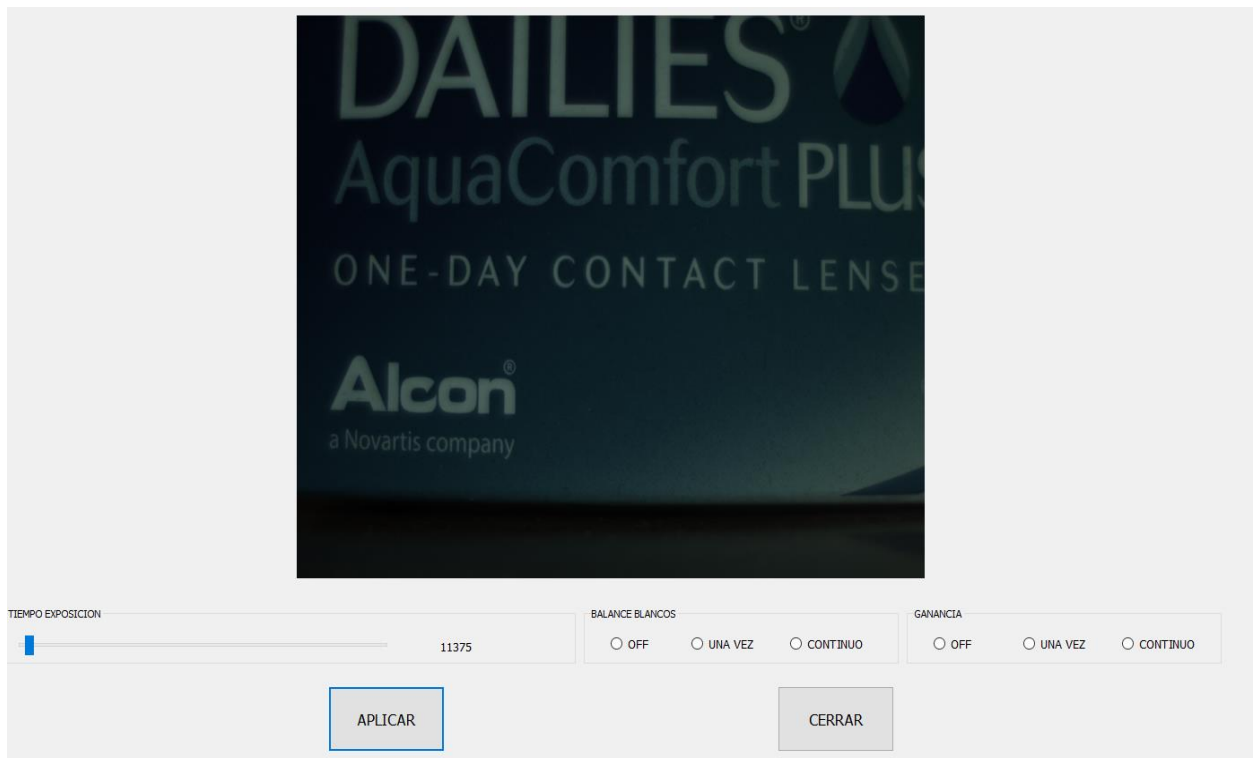 DAILIES®
AquaComfort PLUS
ONE-DAY CONTACT LENSE
Alcon®
a Novartis company
TIEMPO EXPOSICION
11375
BALANCE BLANCOS
OFF UNA VEZ CONTINUO
GANANCIA
OFF UNA VEZ CONTINUO
APLICAR CERRAR